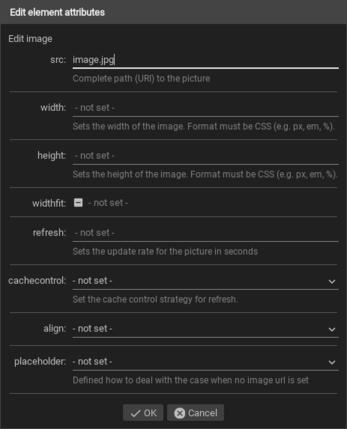 Edit element attributes
Edit image
src: image.jpg
Complete path (URI) to the picture
width: - not set -
Sets the width of the image. Format must be CSS (e.g. px, em, %).
height: - not set -
Sets the height of the image. Format must be CSS (e.g. px, em, %).
widthfit: - not set -
refresh: - not set -
Sets the update rate for the picture in seconds
cachecontrol: - not set -
Set the cache control strategy for refresh.
align: - not set -
placeholder: - not set -
Defined how to deal with the case when no image url is set
OK Cancel